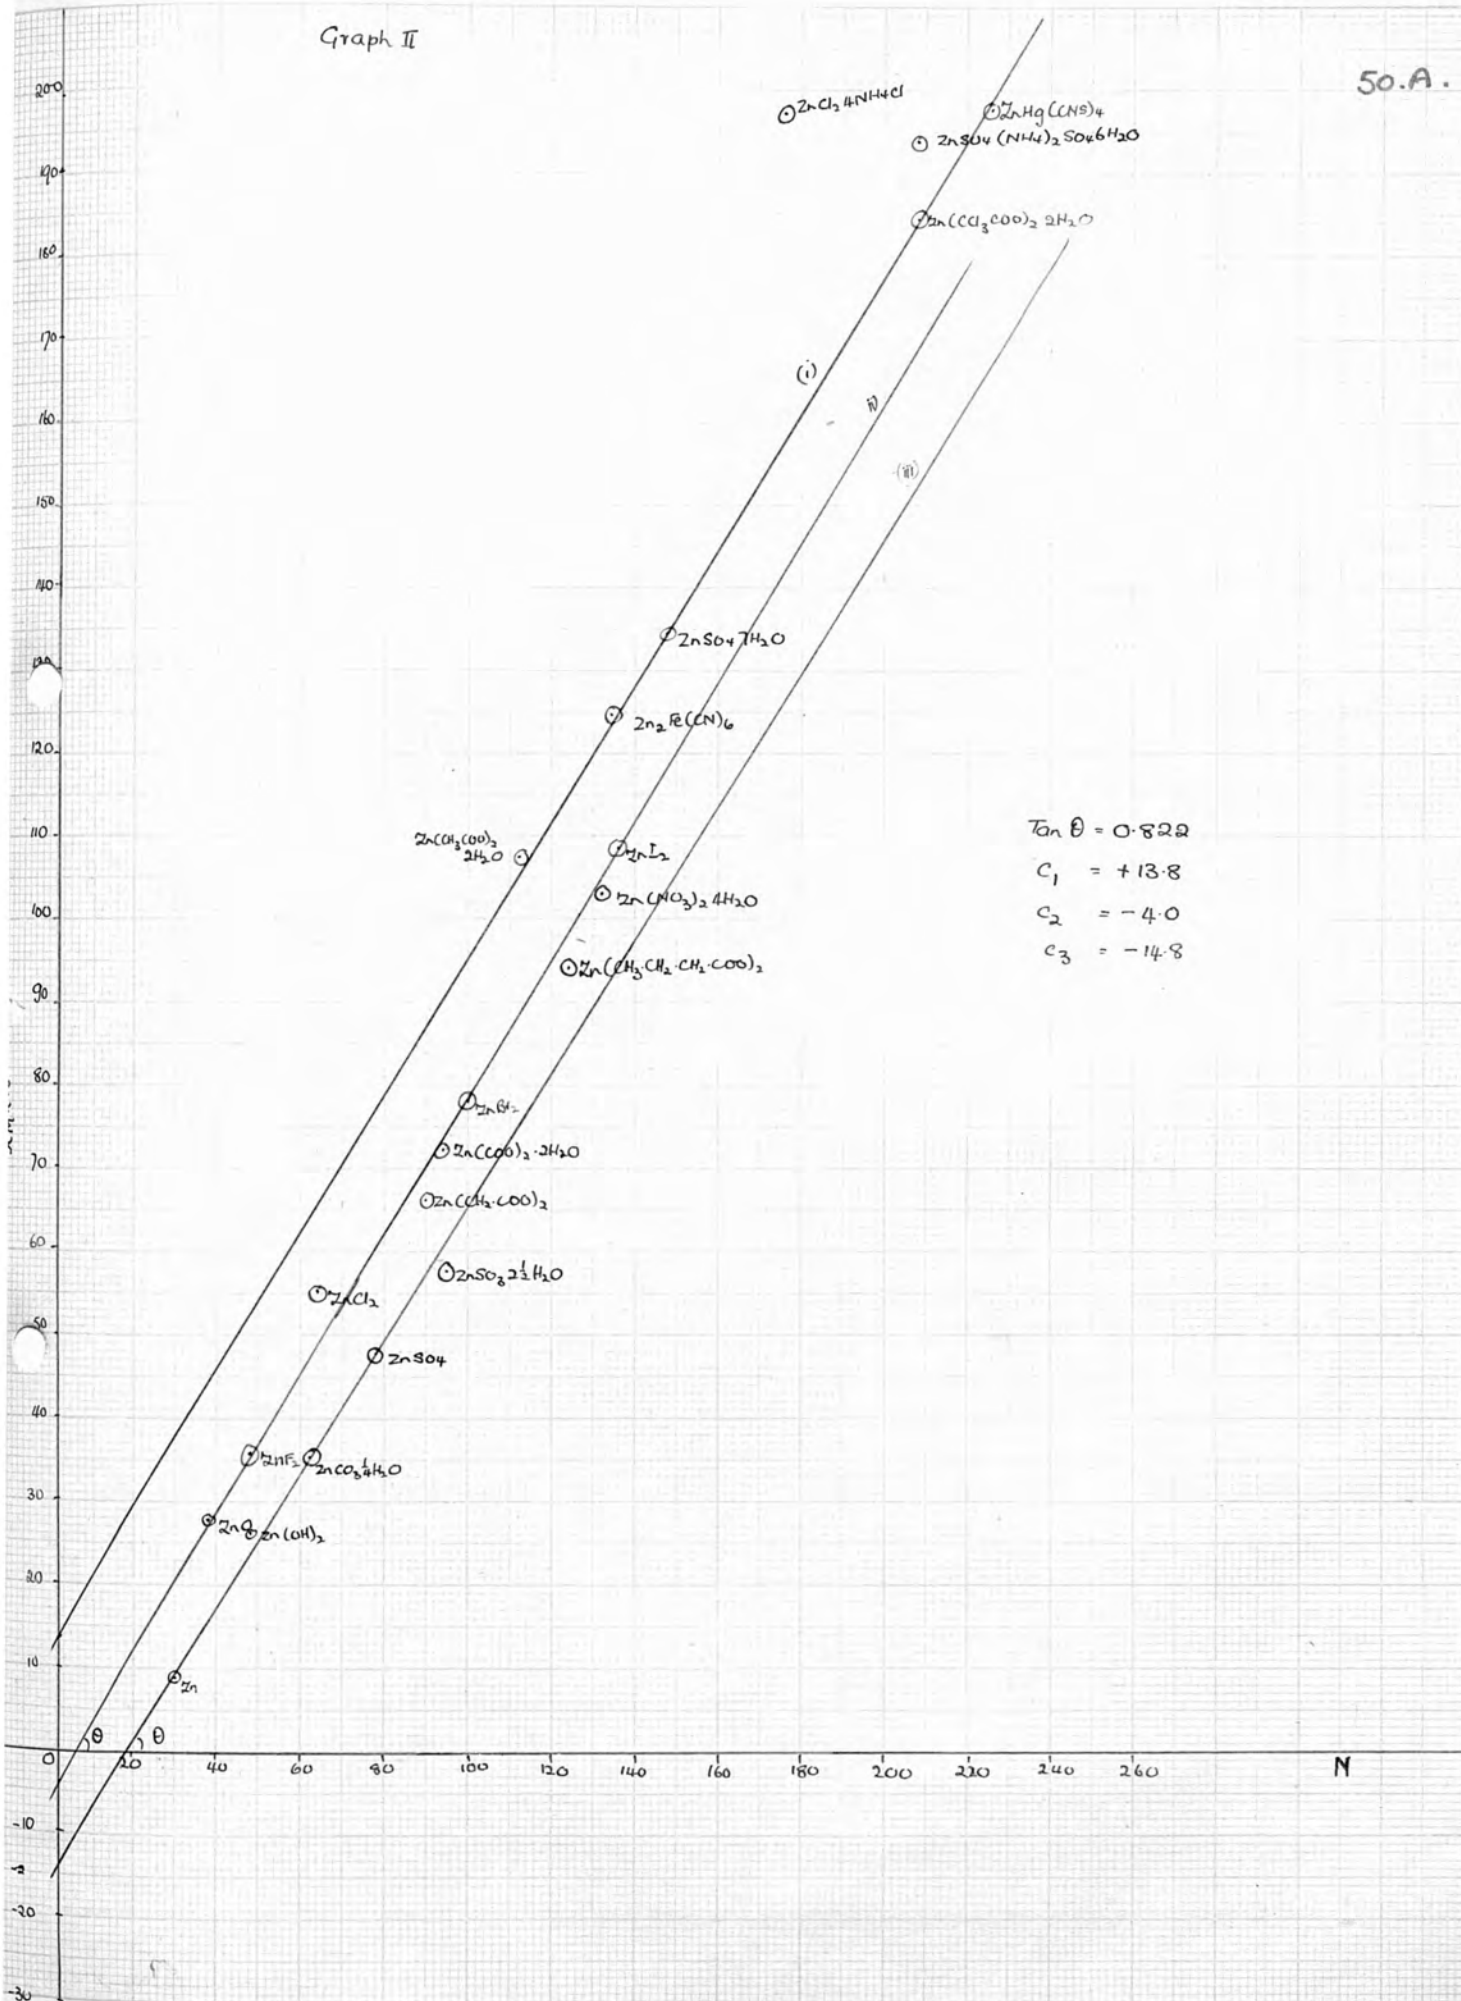 Graph II
50.A.
200
190
180
170
160
150
140
120
110
100
90
80
70
60
50
40
30
20
10
0
-10
-20
-30
20
40
60
80
100
120
140
160
180
200
220
240
260
N
ZnCl2 4NH4Cl
ZnHg(CNS)4
ZnSO4 (NH4)2 SO4 6H2O
Zn(CCl3COO)2 2H2O
(i)
(iii)
ZnSO4 7H2O
Zn2 Fe(CN)6
Zn(CH3COO)2
2H2O
ZnI2
Zn(NO3)2 4H2O
Zn(CH3.CH2.CH2.COO)2
ZnBr2
Zn(COO)2.2H2O
Zn(CH2.COO)2
ZnSO3 2½H2O
ZnCl2
ZnSO4
ZnF2
ZnCO3 ¼H2O
Zn(OH)2
Zn
θ
θ
Tan θ = 0.822
C1 = +13.8
C2 = -4.0
C3 = -14.8